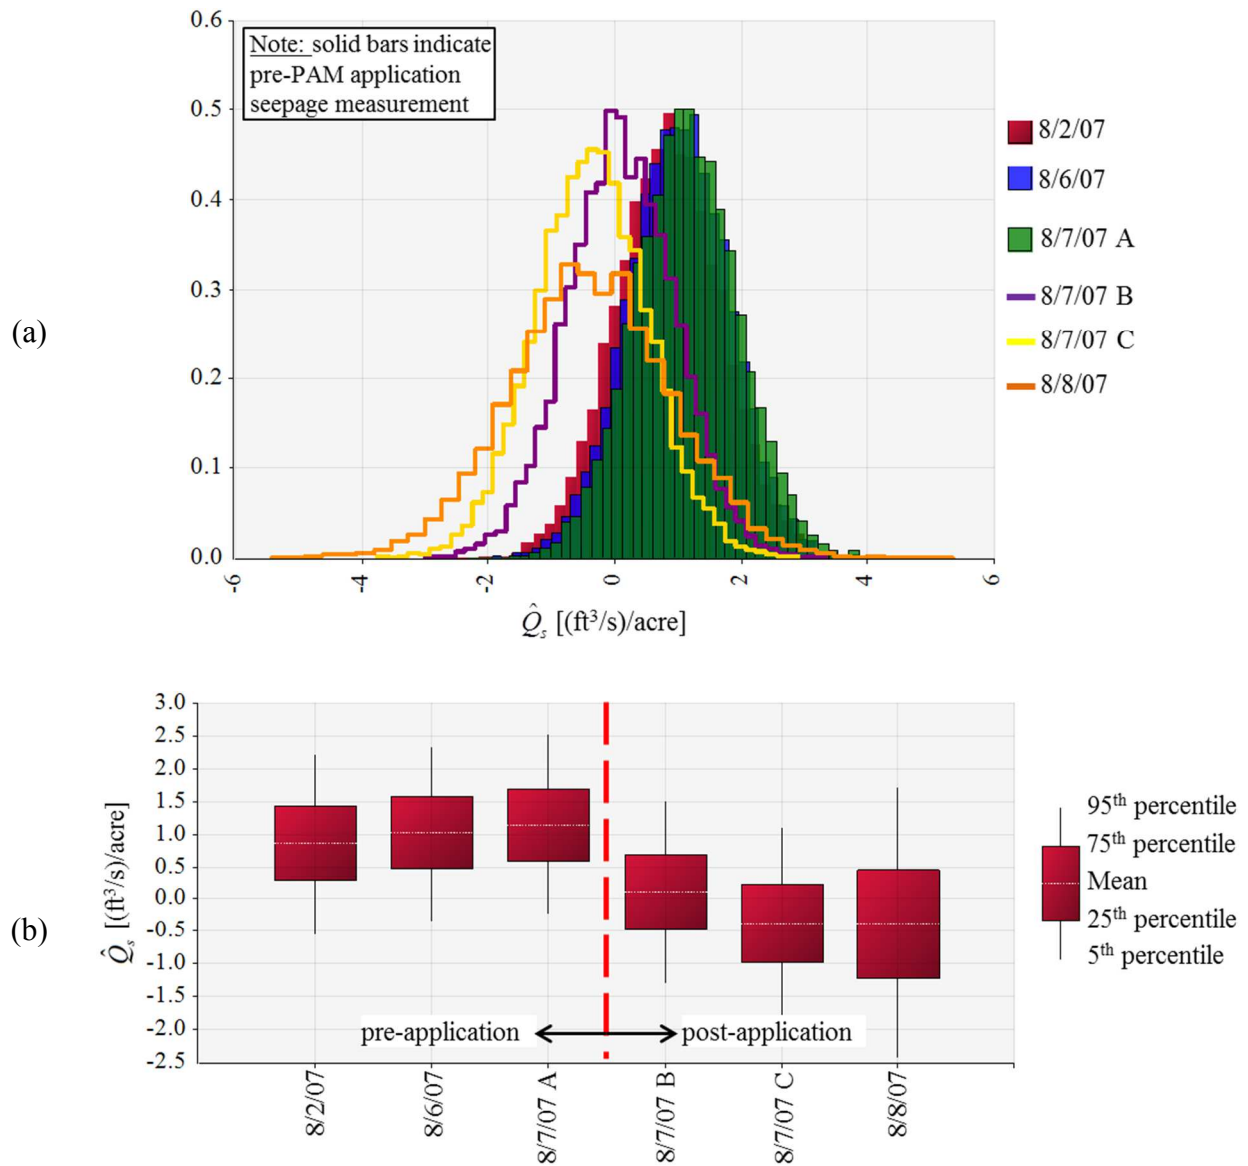 (a)
0.6
0.5
0.4
0.3
0.2
0.1
0.0
Note: solid bars indicate
pre-PAM application
seepage measurement
-6
-4
-2
0
2
4
6
Q̂s [(ft³/s)/acre]
8/2/07
8/6/07
8/7/07 A
8/7/07 B
8/7/07 C
8/8/07
(b)
Q̂s [(ft³/s)/acre]
3.0
2.5
2.0
1.5
1.0
0.5
0.0
-0.5
-1.0
-1.5
-2.0
-2.5
pre-application
post-application
8/2/07
8/6/07
8/7/07 A
8/7/07 B
8/7/07 C
8/8/07
95th percentile
75th percentile
Mean
25th percentile
5th percentile